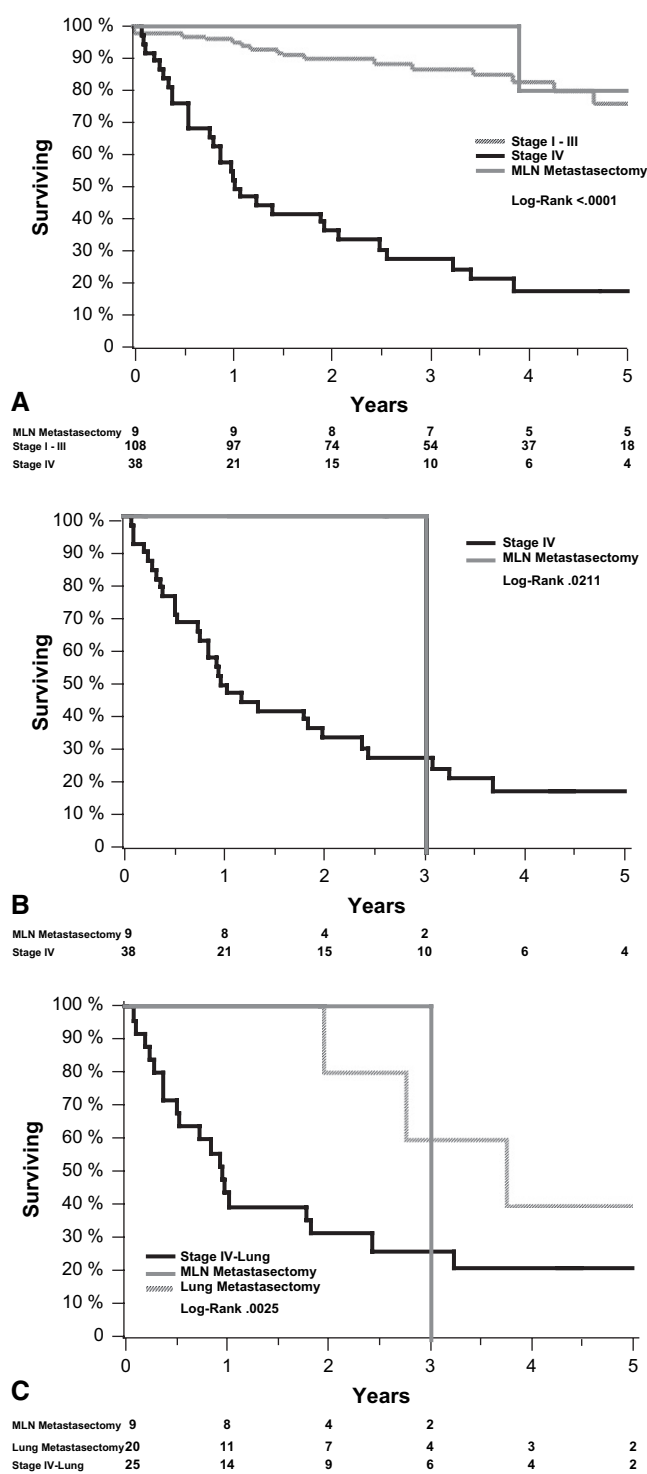 100 %
90 %
80 %
70 %
60 %
50 %
40 %
30 %
20 %
10 %
0
Surviving
Stage I - III
Stage IV
MLN Metastasectomy
Log-Rank <.0001
0 1 2 3 4 5
Years
A
MLN Metastasectomy 9 9 8 7 5 5
Stage I - III 108 97 74 54 37 18
Stage IV 38 21 15 10 6 4
100 %
90 %
80 %
70 %
60 %
50 %
40 %
30 %
20 %
10 %
0
Surviving
Stage IV
MLN Metastasectomy
Log-Rank .0211
0 1 2 3 4 5
Years
B
MLN Metastasectomy 9 8 4 2
Stage IV 38 21 15 10 6 4
100 %
90 %
80 %
70 %
60 %
50 %
40 %
30 %
20 %
10 %
0
Surviving
Stage IV-Lung
MLN Metastasectomy
Lung Metastasectomy
Log-Rank .0025
0 1 2 3 4 5
Years
C
MLN Metastasectomy 9 8 4 2
Lung Metastasectomy 20 11 7 4 3 2
Stage IV-Lung 25 14 9 6 4 2